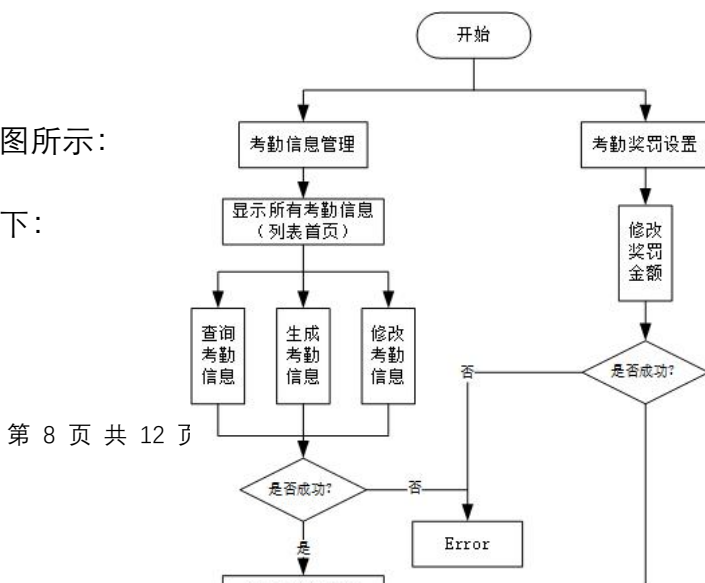 开始
图所示：
考勤信息管理
考勤奖罚设置
下：
显示所有考勤信息
（列表首页）
修改
奖罚
金额
查询
考勤
信息
生成
考勤
信息
修改
考勤
信息
否
是否成功?
第 8 页 共 12
是否成功?
否
是
Error